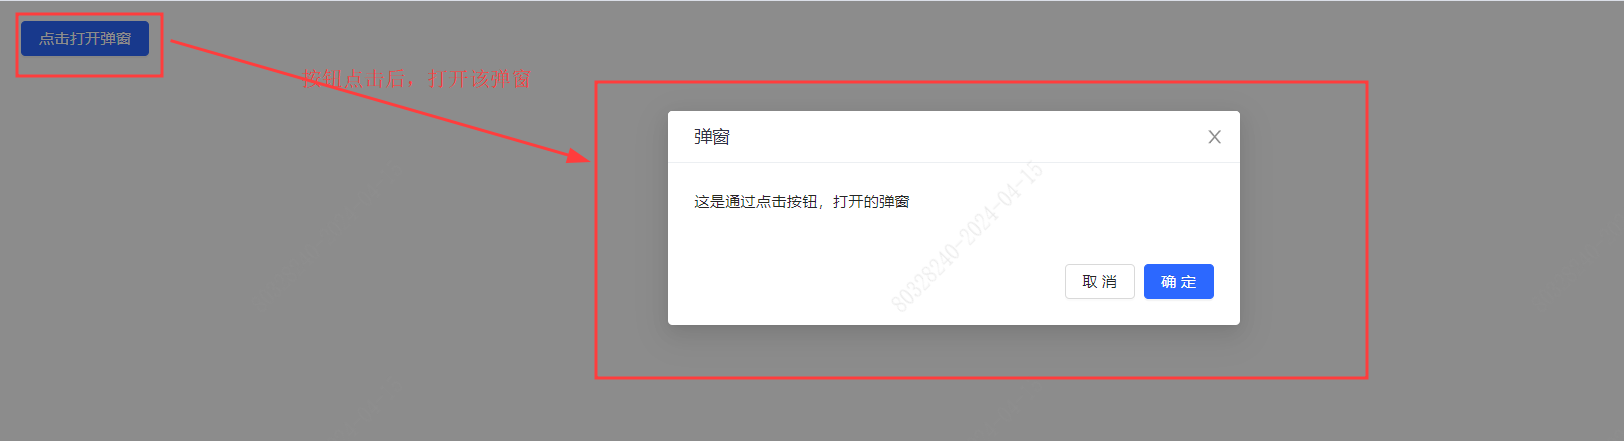 点击打开弹窗
按钮点击后，打开该弹窗
弹窗
这是通过点击按钮，打开的弹窗
80328240-2024-04-15
取 消
确 定